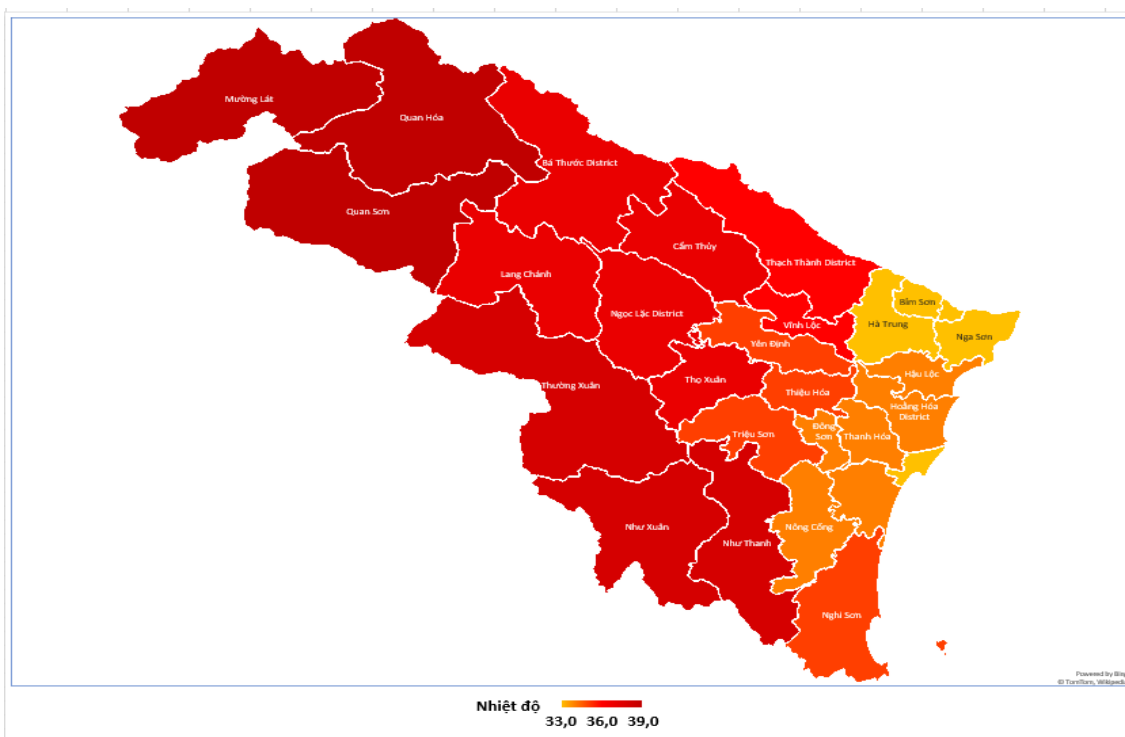 Mường Lát
Quan Hóa
Bá Thước District
Quan Sơn
Cẩm Thủy
Thạch Thành District
Lang Chánh
Bỉm Sơn
Ngọc Lặc District
Vĩnh Lộc
Hà Trung
Nga Sơn
Yên Định
Hậu Lộc
Thường Xuân
Thọ Xuân
Thiệu Hóa
Hoằng Hóa
District
Triệu Sơn
Đông
Sơn
Thanh Hóa
Như Xuân
Như Thanh
Nông Cống
Nghi Sơn
Powered by Bing
© TomTom, Wikipedia
Nhiệt độ
33,0 36,0 39,0